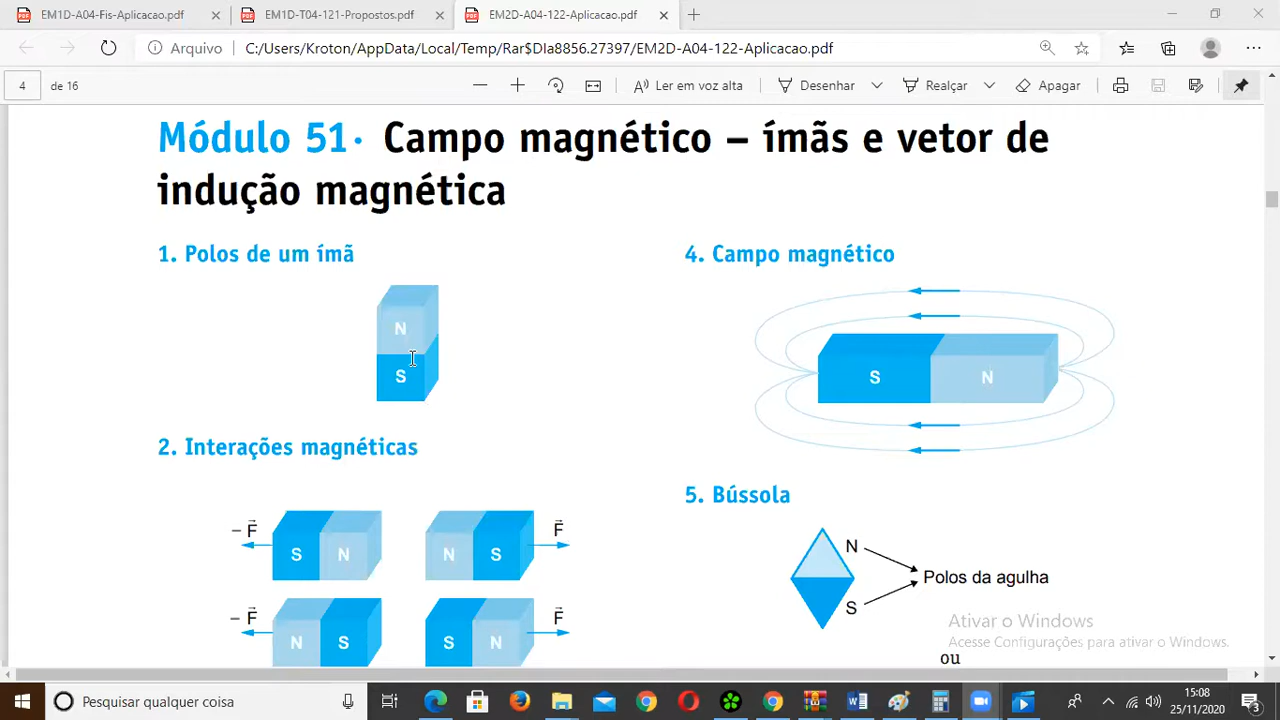 EM1D-A04-Fis-Aplicacao.pdf
EM1D-T04-121-Propostos.pdf
EM2D-A04-122-Aplicacao.pdf
Arquivo
C:/Users/Kroton/AppData/Local/Temp/Rar$DIa8856.27397/EM2D-A04-122-Aplicacao.pdf
4 de 16
Ler em voz alta
Desenhar
Realçar
Apagar
Módulo 51· Campo magnético – ímãs e vetor de
indução magnética
1. Polos de um ímã
N
S
2. Interações magnéticas
– F
S N
N S
F
– F
N S
S N
F
4. Campo magnético
S N
5. Bússola
N
Polos da agulha
S
ou
Ativar o Windows
Acesse Configurações para ativar o Windows.
Pesquisar qualquer coisa
15:08
25/11/2020
3